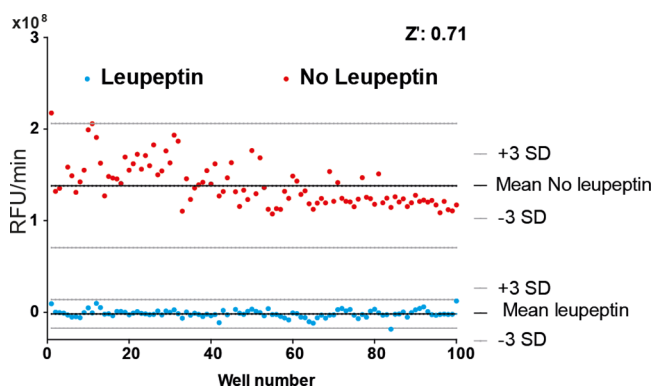 x10⁸
Z': 0.71
3
Leupeptin
No Leupeptin
2
+3 SD
Mean No leupeptin
RFU/min
1
-3 SD
+3 SD
0
Mean leupeptin
-3 SD
0 20 40 60 80 100
Well number